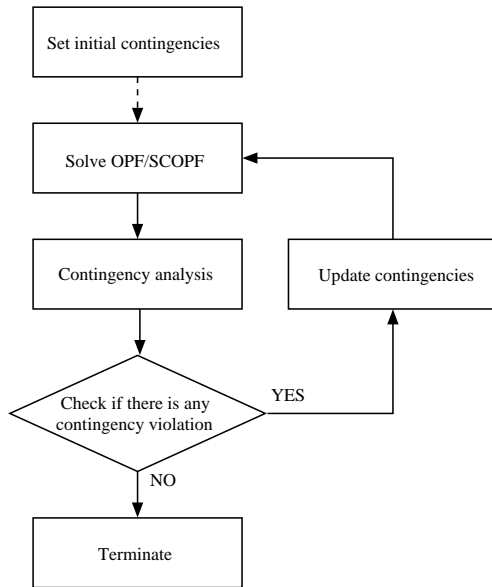 Set initial contingencies
Solve OPF/SCOPF
Contingency analysis
Update contingencies
Check if there is any
contingency violation
YES
NO
Terminate